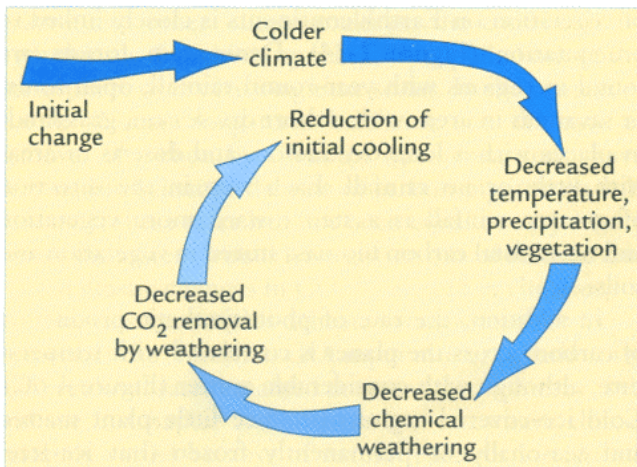 Colder
climate
Initial
change
Reduction of
initial cooling
Decreased
temperature,
precipitation,
vegetation
Decreased
CO₂ removal
by weathering
Decreased
chemical
weathering